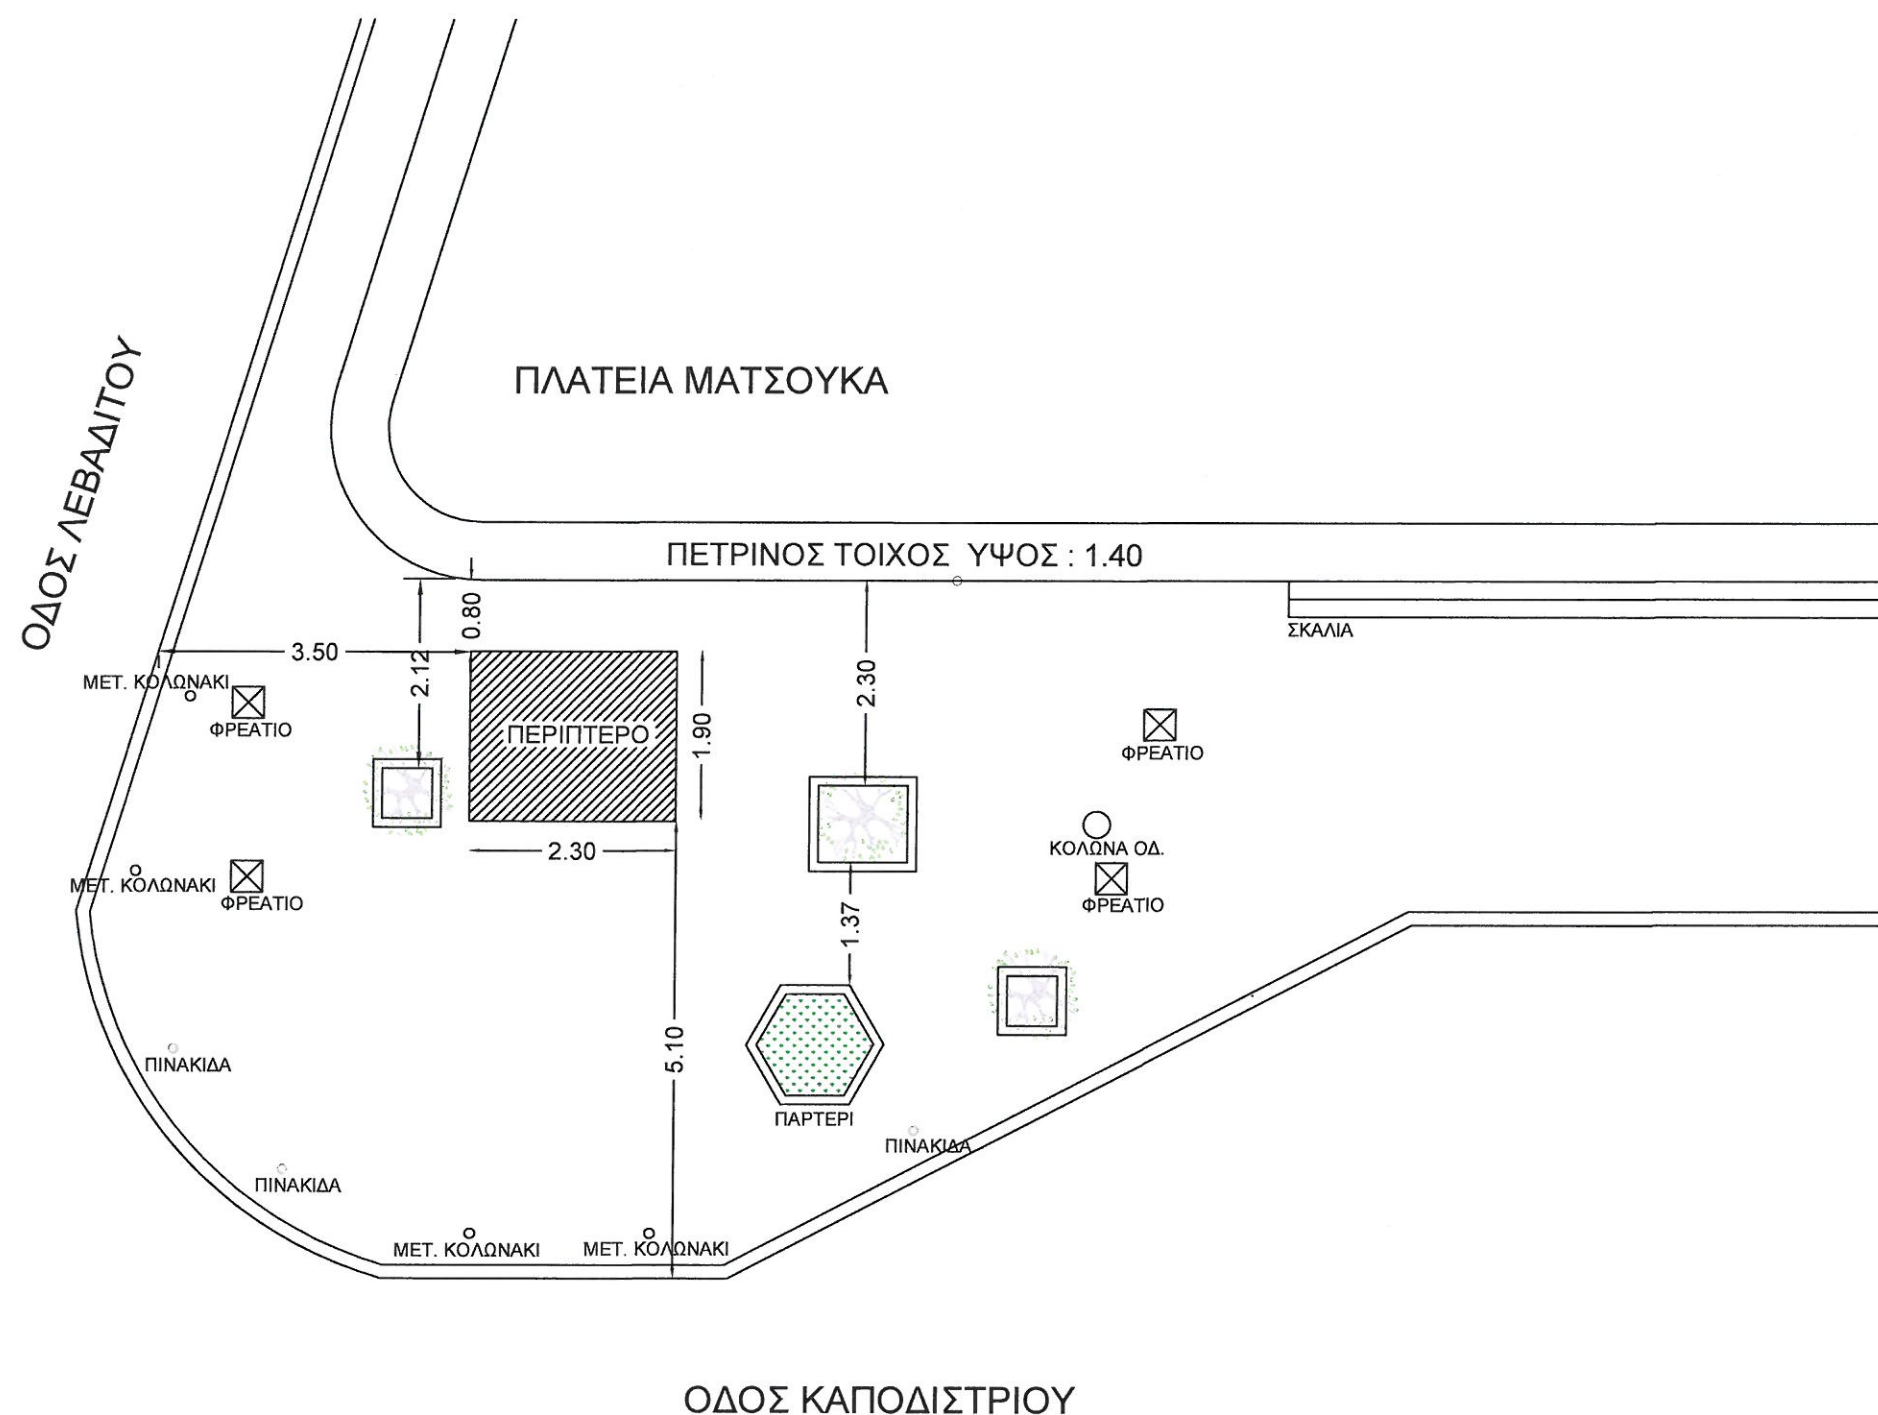 ΟΔΟΣ ΛΕΒΑΔΙΤΟΥ
ΠΛΑΤΕΙΑ ΜΑΤΣΟΥΚΑ
ΠΕΤΡΙΝΟΣ ΤΟΙΧΟΣ ΥΨΟΣ : 1.40
0.80
ΣΚΑΛΙΑ
3.50
2.12
2.30
ΜΕΤ. ΚΟΛΩΝΑΚΙ
ΦΡΕΑΤΙΟ
ΠΕΡΙΠΤΕΡΟ
1.90
ΦΡΕΑΤΙΟ
2.30
ΚΟΛΩΝΑ ΟΔ.
ΜΕΤ. ΚΟΛΩΝΑΚΙ
ΦΡΕΑΤΙΟ
1.37
ΦΡΕΑΤΙΟ
5.10
ΠΙΝΑΚΙΔΑ
ΠΑΡΤΕΡΙ
ΠΙΝΑΚΙΔΑ
ΠΙΝΑΚΙΔΑ
ΜΕΤ. ΚΟΛΩΝΑΚΙ
ΜΕΤ. ΚΟΛΩΝΑΚΙ
ΟΔΟΣ ΚΑΠΟΔΙΣΤΡΙΟΥ